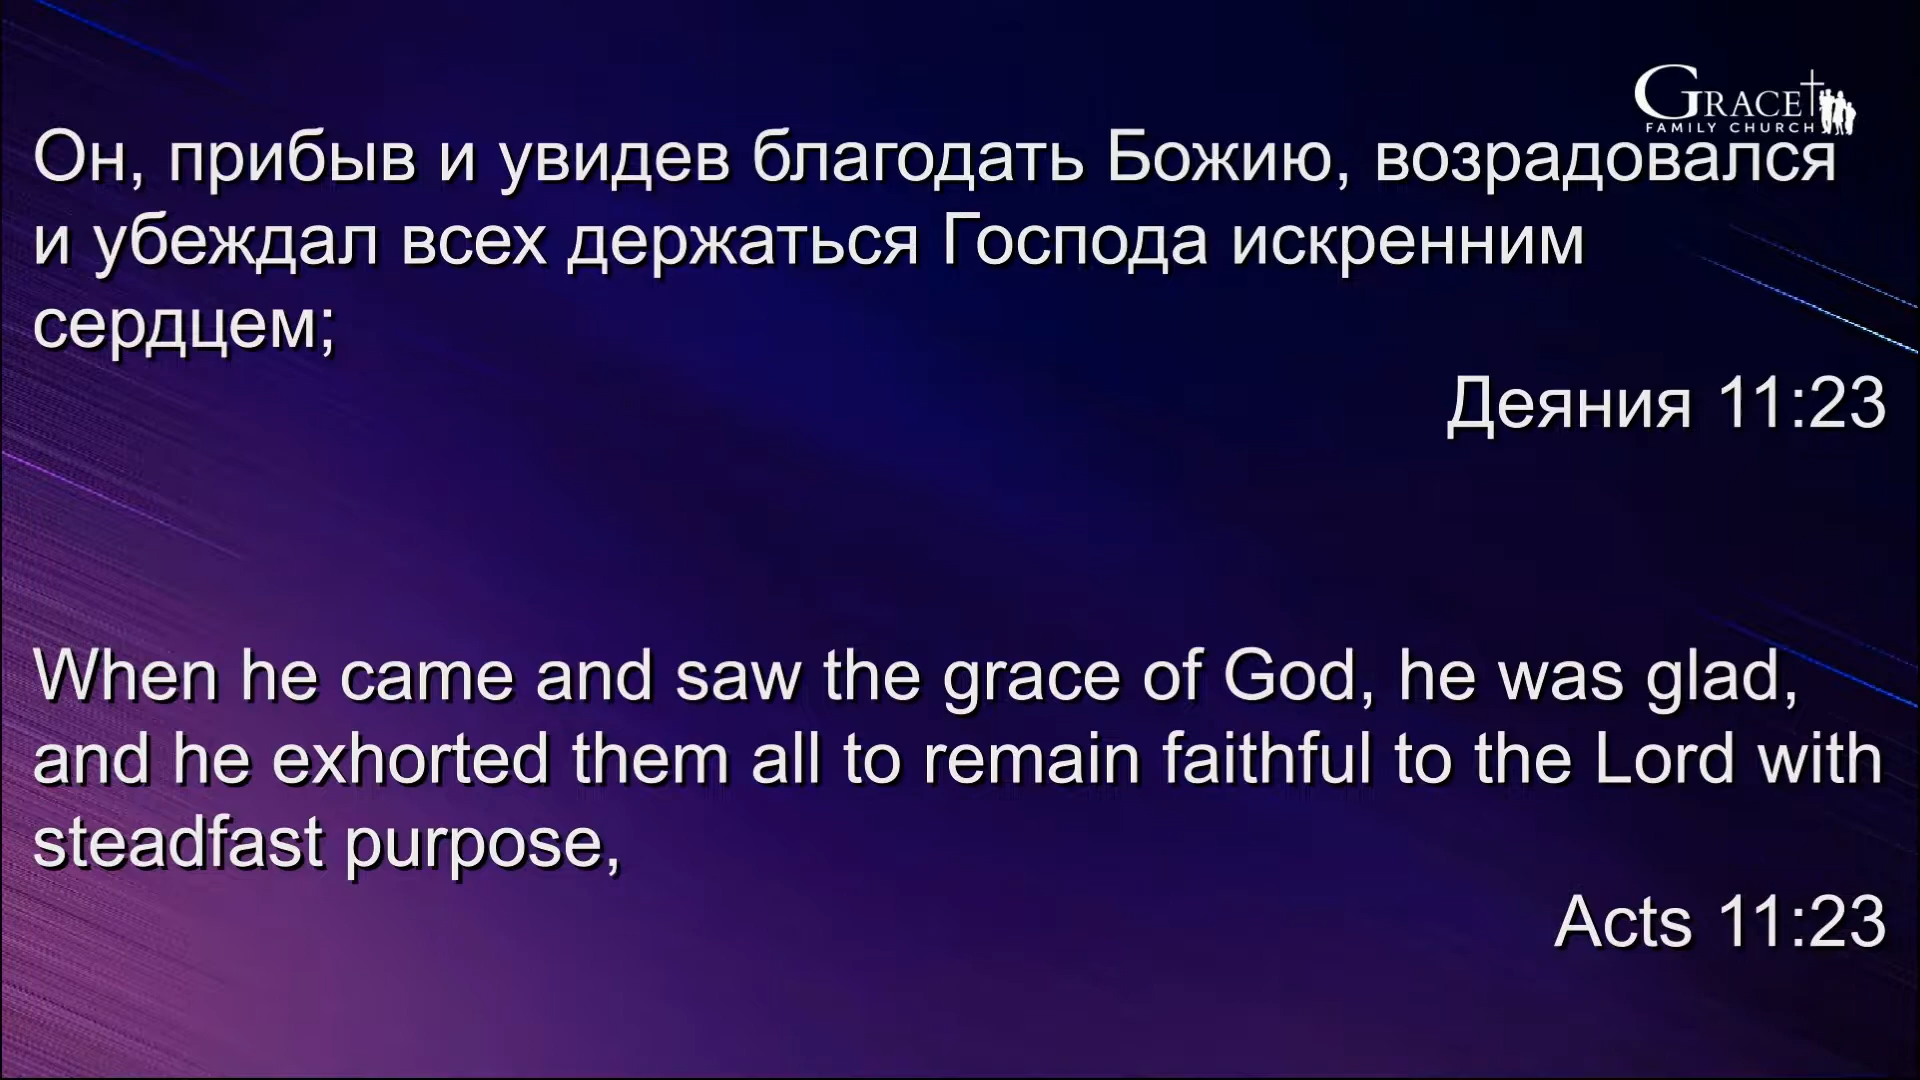 GRACE
FAMILY CHURCH
Он, прибыв и увидев благодать Божию, возрадовался
и убеждал всех держаться Господа искренним
сердцем;
Деяния 11:23
When he came and saw the grace of God, he was glad,
and he exhorted them all to remain faithful to the Lord with
steadfast purpose,
Acts 11:23